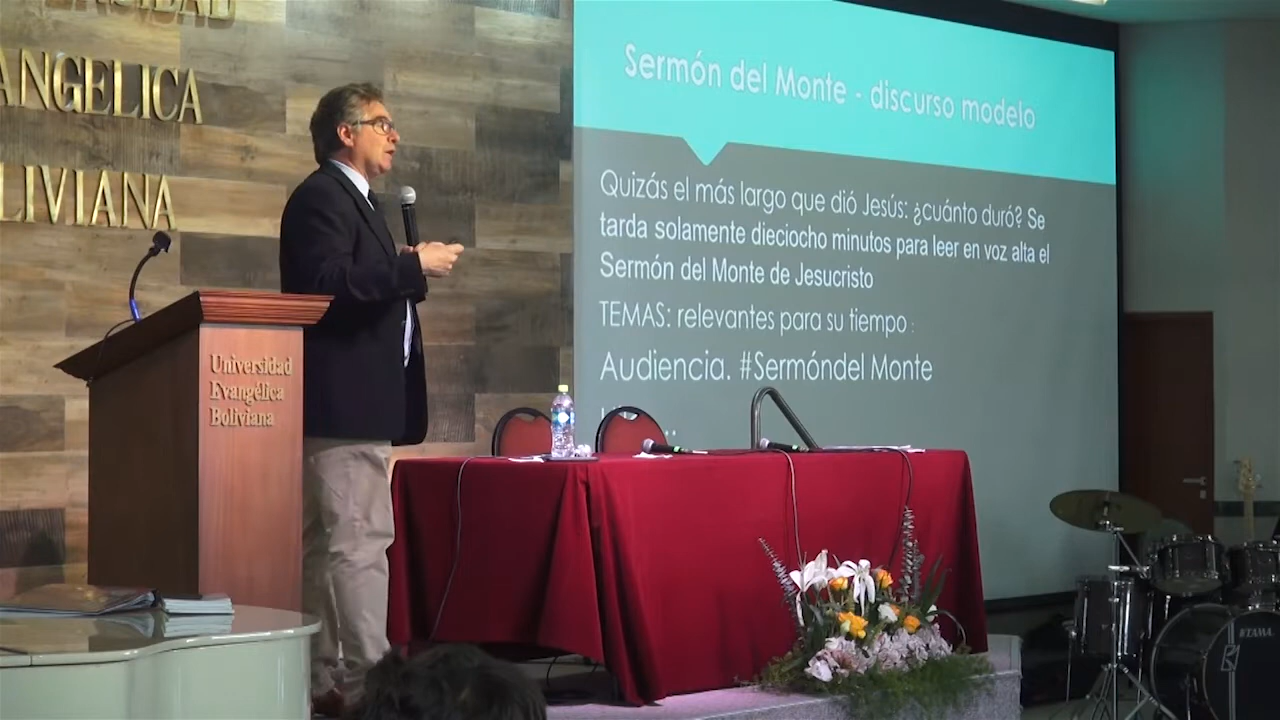 ANGELICA
LIVIANA
Universidad
Evangélica
Boliviana
Sermón del Monte - discurso modelo
Quizás el más largo que dió Jesús: ¿cuánto duró? Se
tarda solamente dieciocho minutos para leer en voz alta el
Sermón del Monte de Jesucristo
TEMAS: relevantes para su tiempo :
Audiencia. #Sermóndel Monte
TAMA